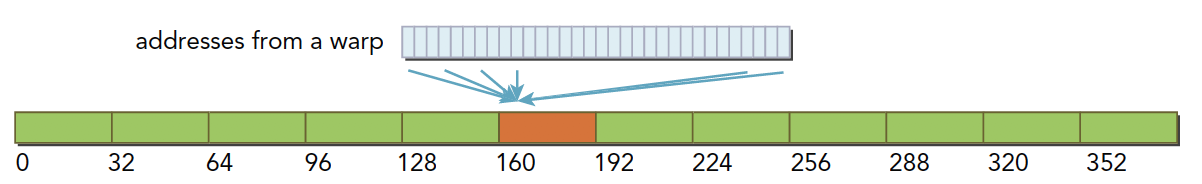 addresses from a warp
0 32 64 96 128 160 192 224 256 288 320 352